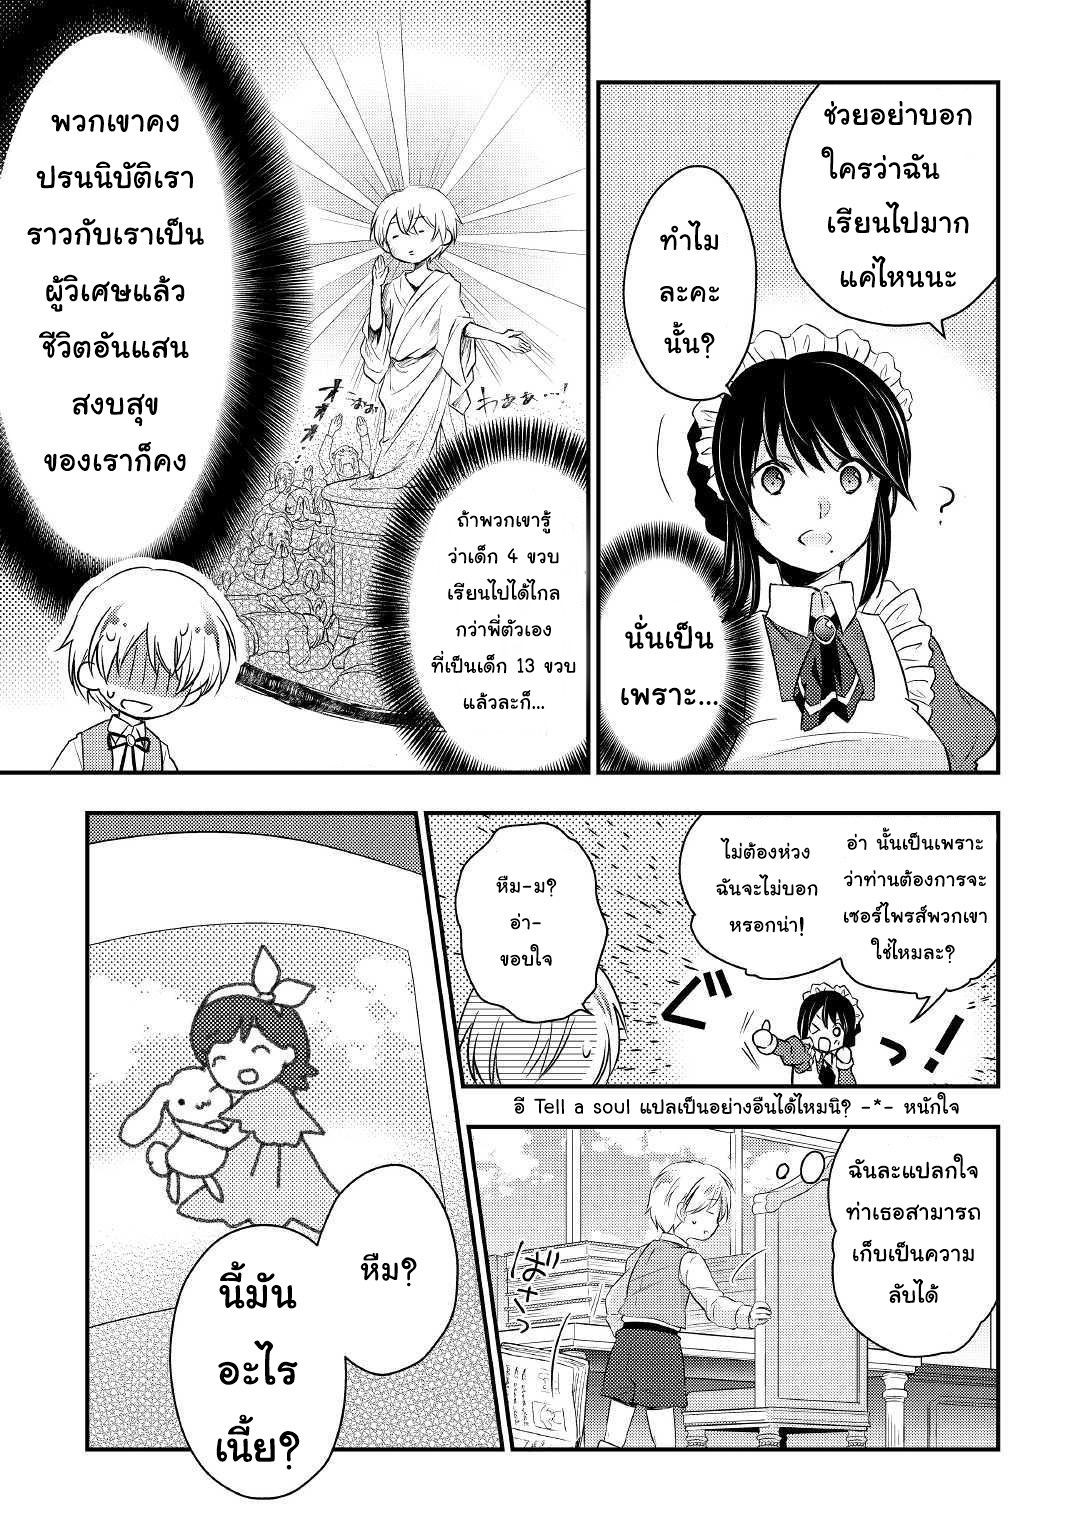 ช่วยอย่าบอก
ใครว่าฉัน
เรียนไปมาก
แค่ไหนนะ
ทำไม
ละคะ
นั้น?
?
นั่นเป็น
เพราะ...
わぁぁ…!
ถ้าพวกเขารู้
ว่าเด็ก 4 ขวบ
เรียนไปได้ไกล
กว่าพี่ตัวเอง
ที่เป็นเด็ก 13 ขวบ
แล้วละก็...
พวกเขาคง
ปรนนิบัติเรา
ราวกับเราเป็น
ผู้วิเศษแล้ว
ชีวิตอันแสน
สงบสุข
ของเราก็คง
อ่า นั้นเป็นเพราะ
ว่าท่านต้องการจะ
เซอร์ไพรส์พวกเขา
ใช่ไหมละ?
ไม่ต้องห่วง
ฉันจะไม่บอก
หรอกน่า!
ぐっ!
หืม-ม?
อ่า-
ขอบใจ
อี Tell a soul แปลเป็นอย่างอืนได้ไหมนิ? -*- หนักใจ
ฉันละแปลกใจ
ท่าเธอสามารถ
เก็บเป็นความ
ลับได้
ばさっ
หืม?
นี้มัน
อะไร
เนี้ย?